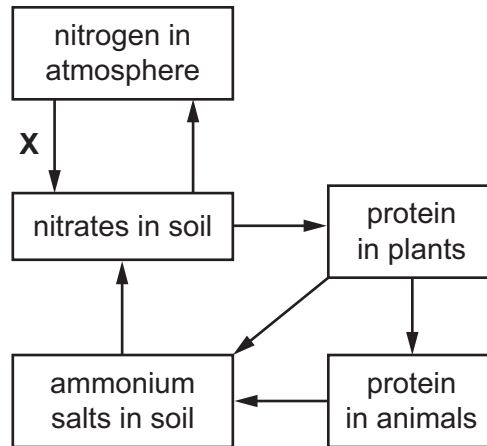 nitrogen in
atmosphere
X
nitrates in soil
protein
in plants
ammonium
salts in soil
protein
in animals